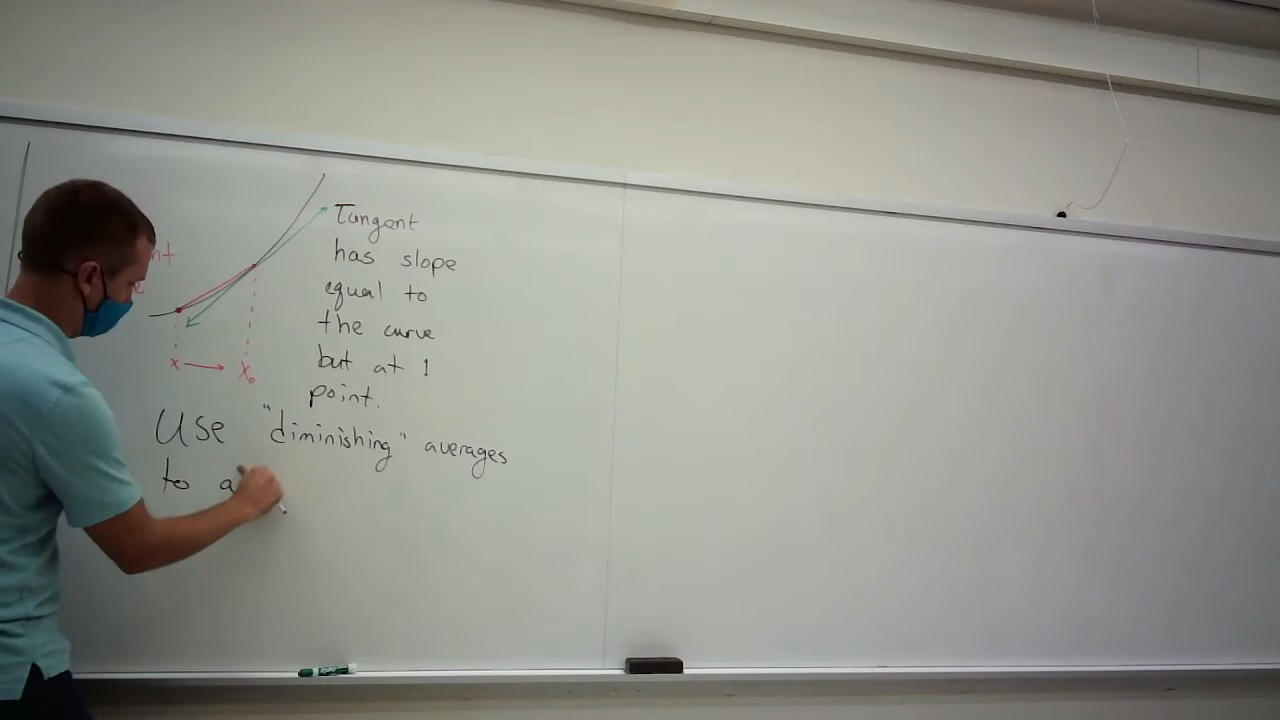 Tangent
has slope
equal to
the curve
but at 1
point.
x → x₀
Use "diminishing" averages
to a